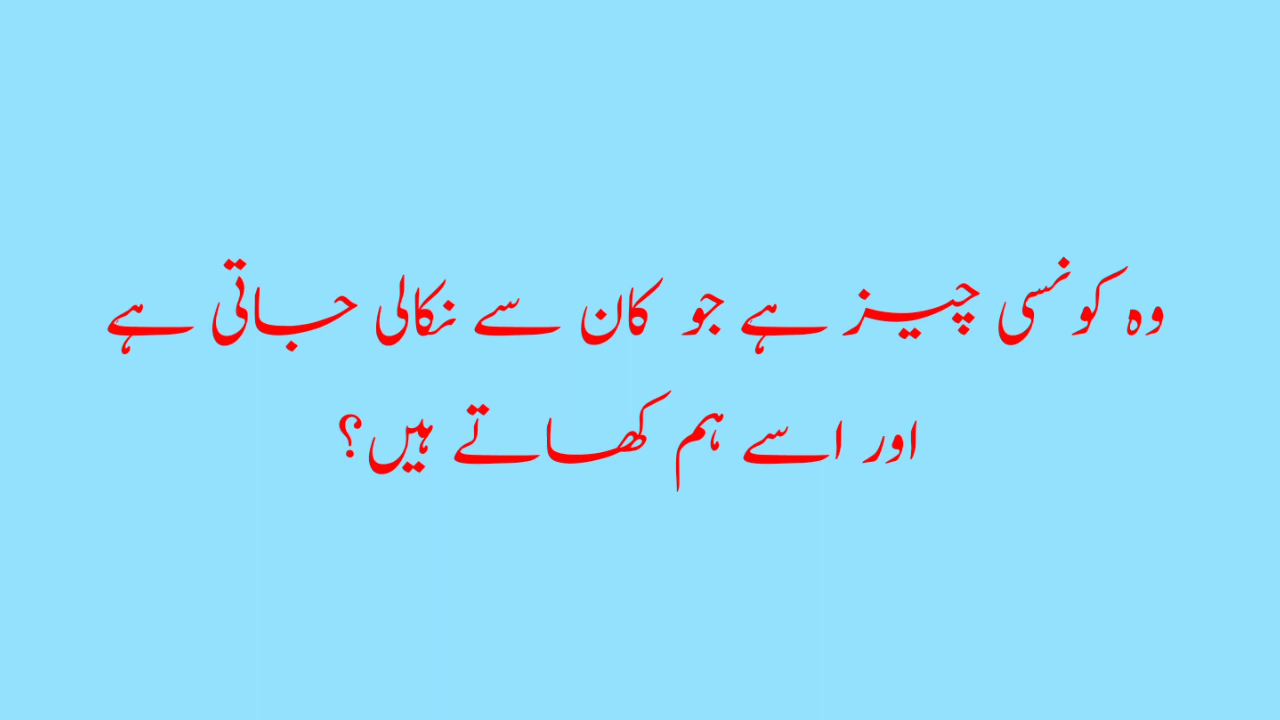 وہ کونسی چیز ہے جو کان سے نکالی جاتی ہے
اور اسے ہم کھاتے ہیں؟